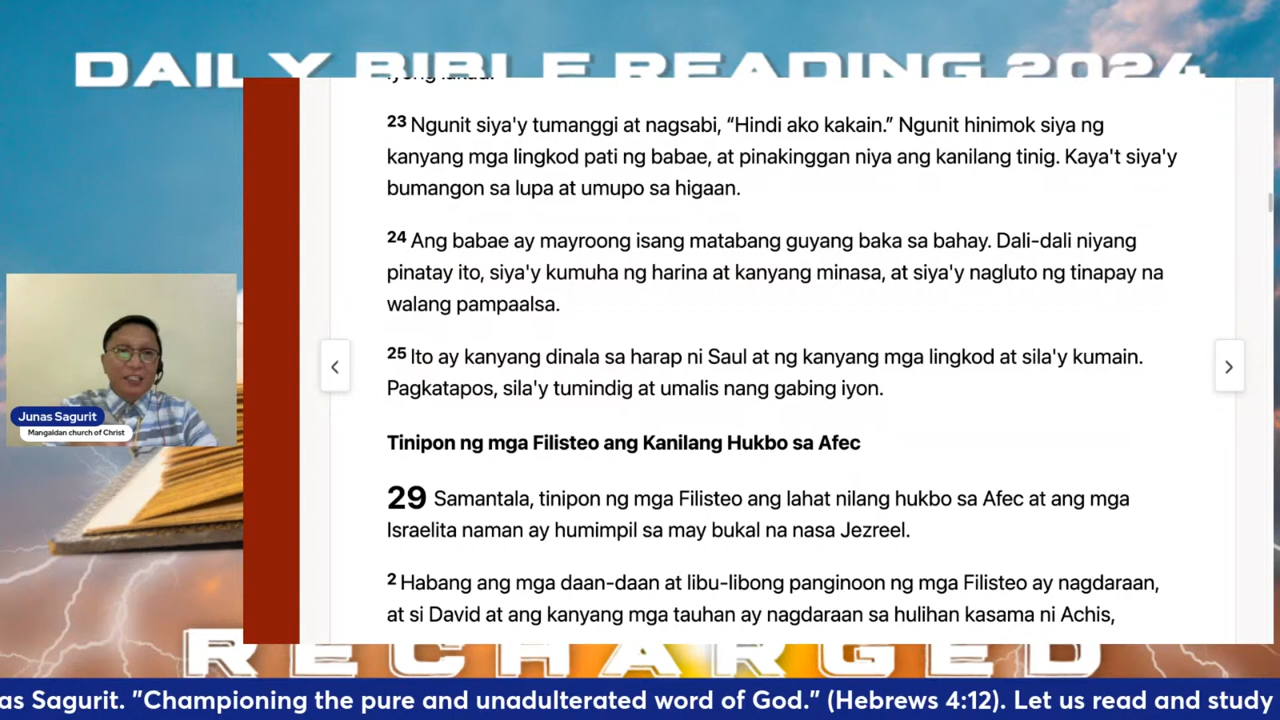 DAILY BIBLE READING 2024
23 Ngunit siya'y tumanggi at nagsabi, “Hindi ako kakain.” Ngunit hinimok siya ng
kanyang mga lingkod pati ng babae, at pinakinggan niya ang kanilang tinig. Kaya't siya'y
bumangon sa lupa at umupo sa higaan.
24 Ang babae ay mayroong isang matabang guyang baka sa bahay. Dali-dali niyang
pinatay ito, siya'y kumuha ng harina at kanyang minasa, at siya'y nagluto ng tinapay na
walang pampaalsa.
25 Ito ay kanyang dinala sa harap ni Saul at ng kanyang mga lingkod at sila'y kumain.
Pagkatapos, sila'y tumindig at umalis nang gabing iyon.
Junas Sagurit
Mangaldan church of Christ
Tinipon ng mga Filisteo ang Kanilang Hukbo sa Afec
29 Samantala, tinipon ng mga Filisteo ang lahat nilang hukbo sa Afec at ang mga
Israelita naman ay humimpil sa may bukal na nasa Jezreel.
2 Habang ang mga daan-daan at libu-libong panginoon ng mga Filisteo ay nagdaraan,
at si David at ang kanyang mga tauhan ay nagdaraan sa hulihan kasama ni Achis,
RECHARGED
as Sagurit. "Championing the pure and unadulterated word of God." (Hebrews 4:12). Let us read and study